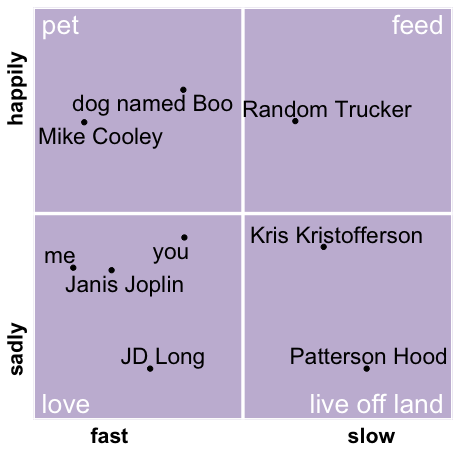 pet
feed
happily
dog named Boo
Random Trucker
Mike Cooley
Kris Kristofferson
me
you
Janis Joplin
sadly
JD Long
Patterson Hood
love
live off land
fast
slow